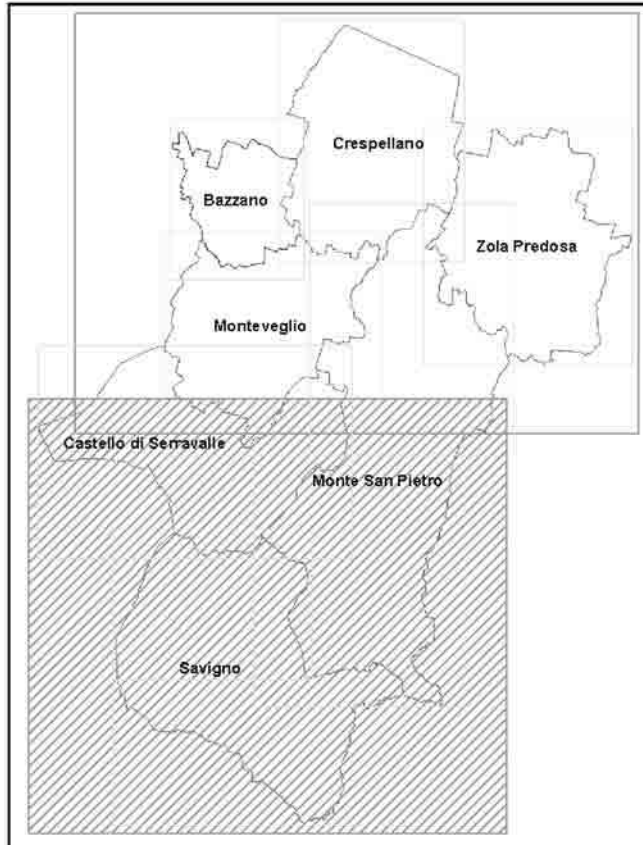 Crespellano
Bazzano
Zola Predosa
Monteveglio
Castello di Serravalle
Monte San Pietro
Savigno